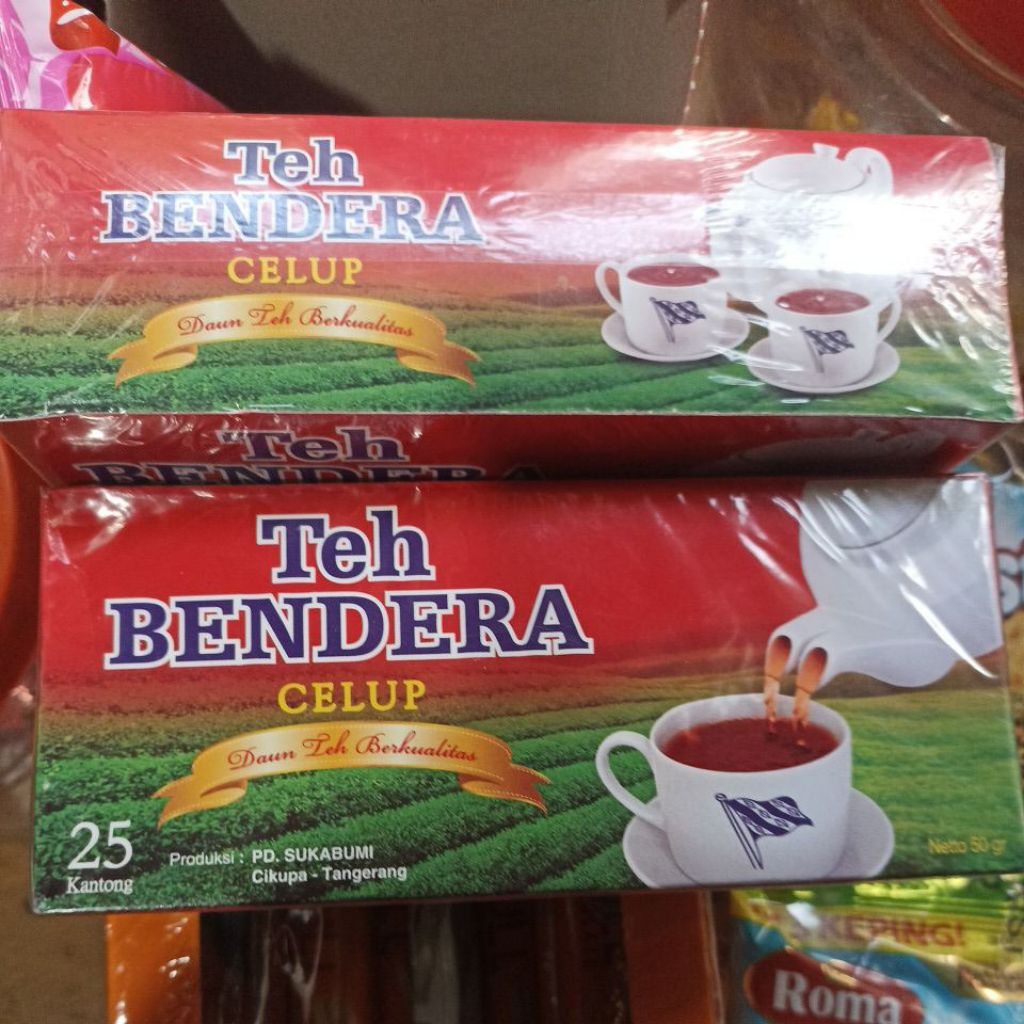 Teh
BENDERA
CELUP
Daun Teh Berkualitas
Teh
BENDERA
Teh
BENDERA
CELUP
Daun Teh Berkualitas
25
Kantong
Produksi : PD. SUKABUMI
Cikupa - Tangerang
Netto 50 gr
KEPING!
Roma